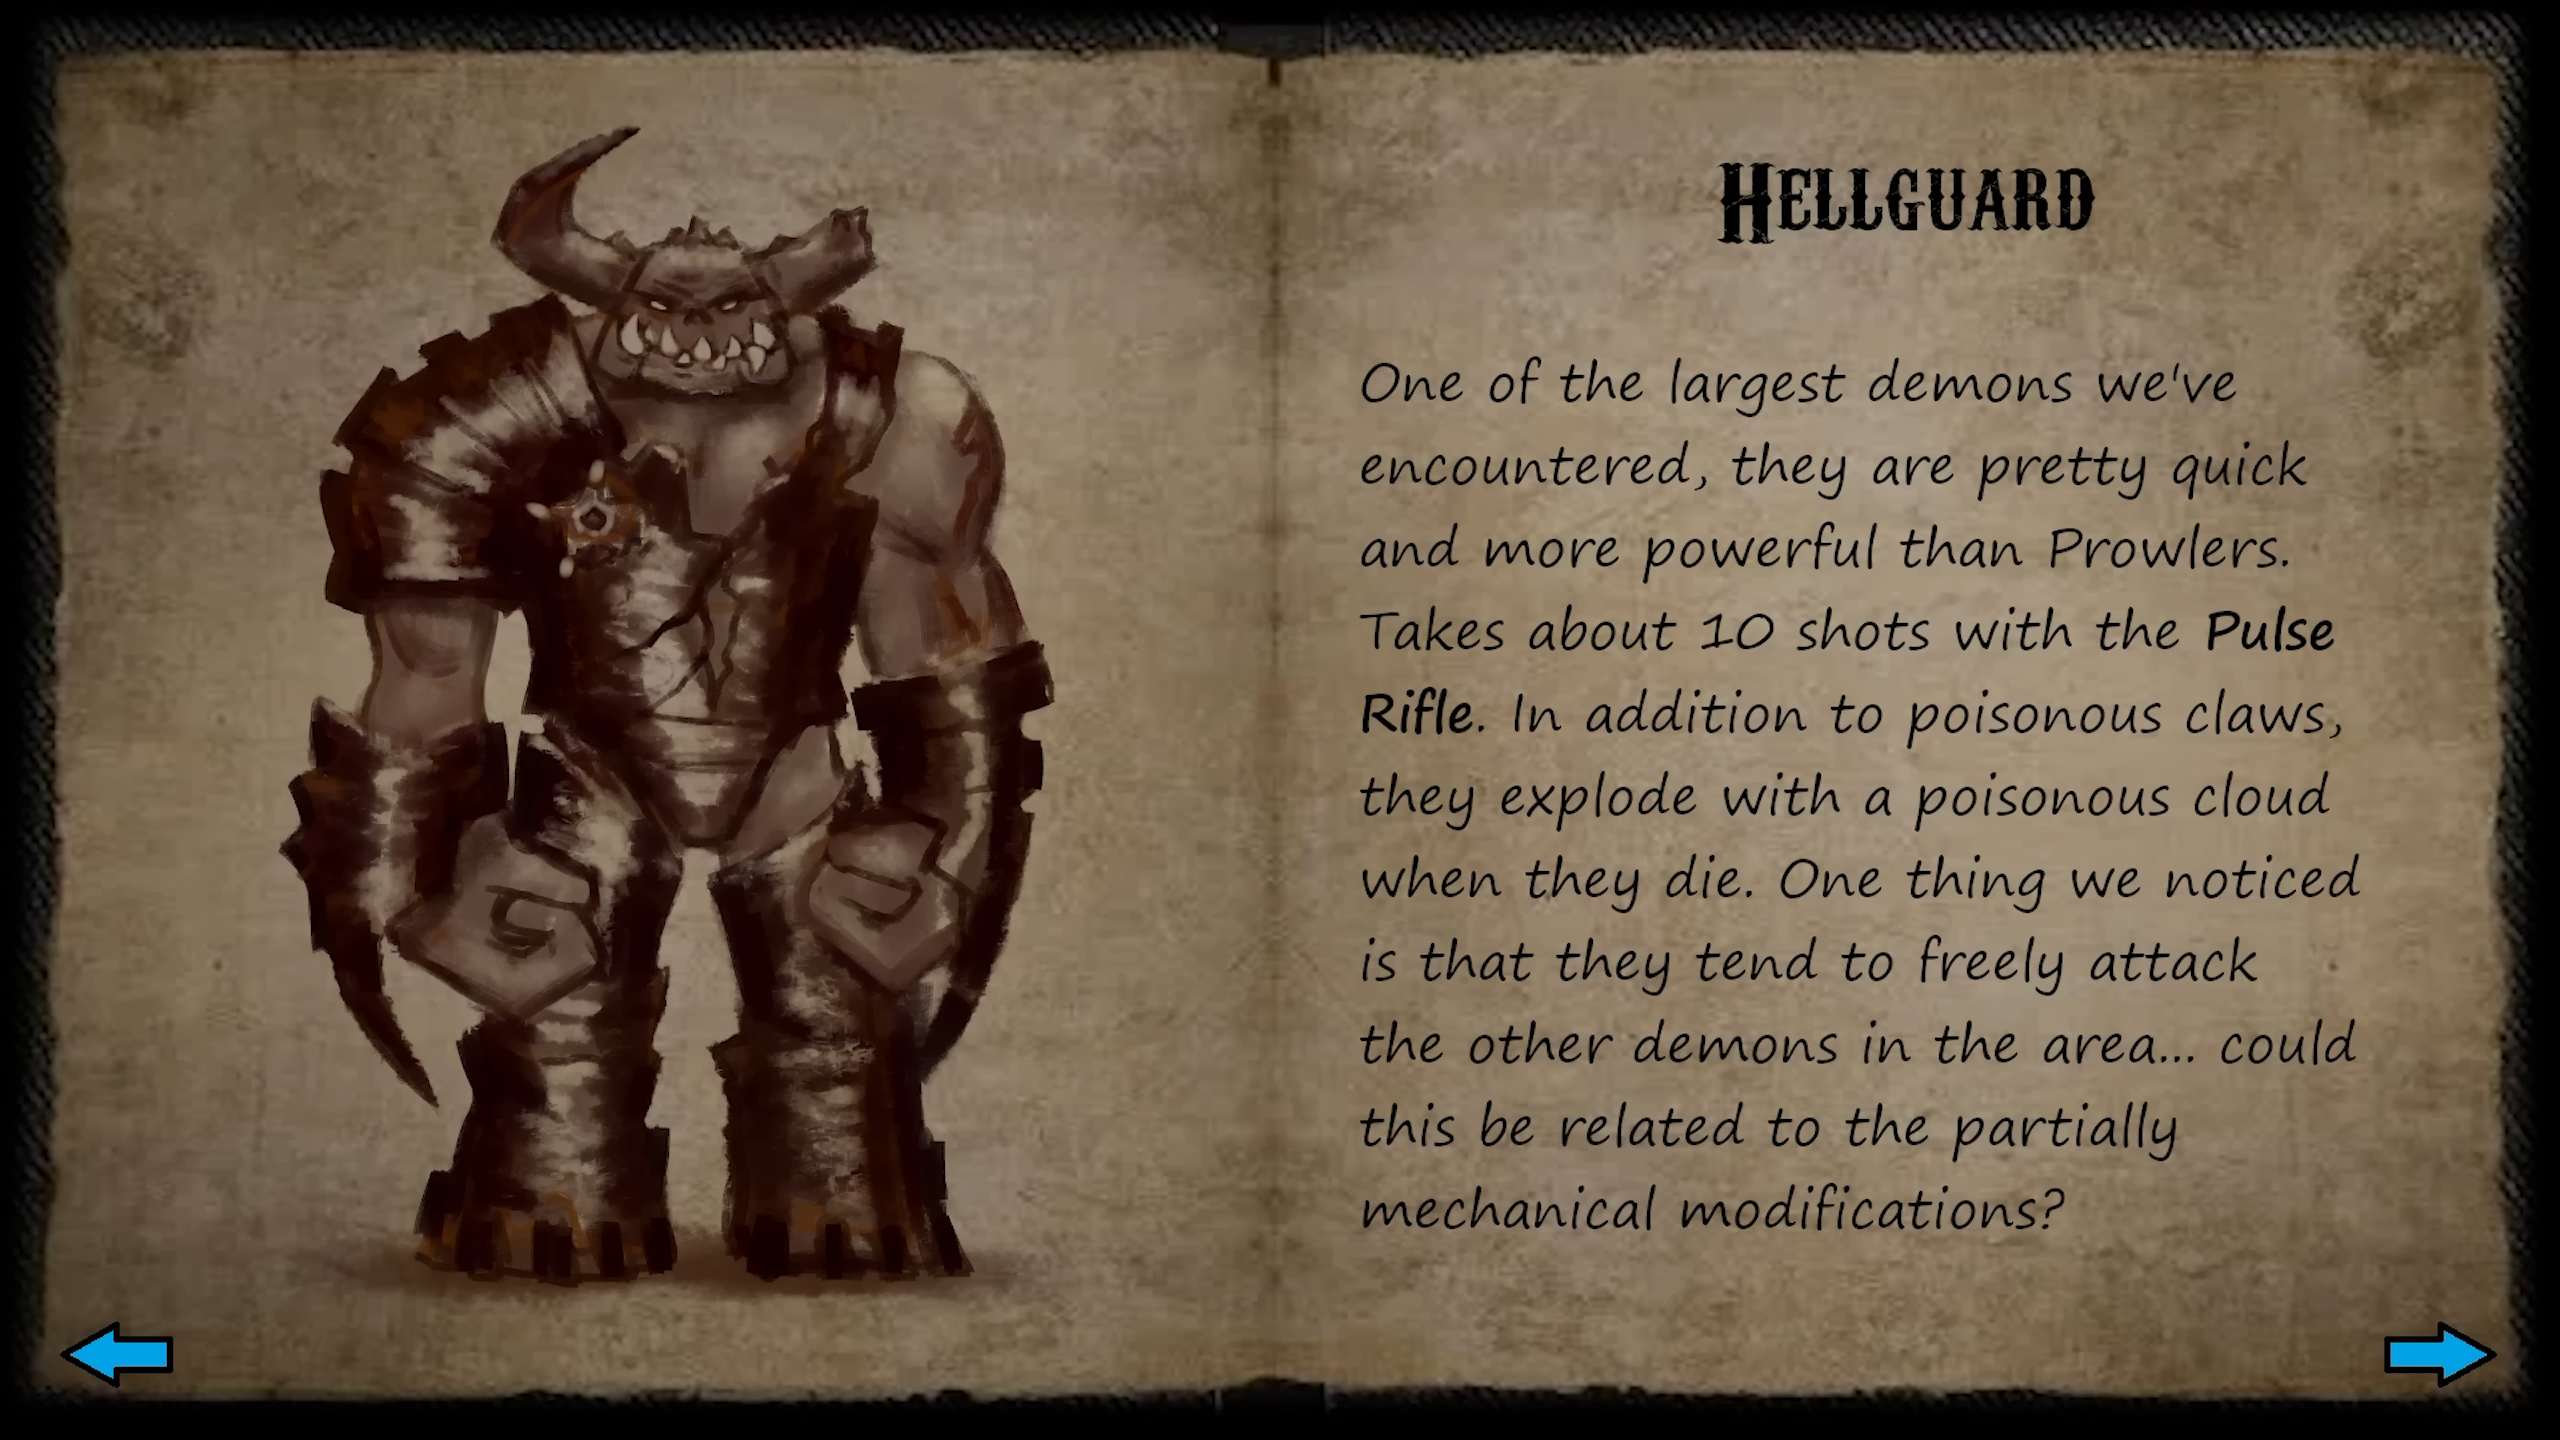 HELLGUARD
One of the largest demons we've
encountered, they are pretty quick
and more powerful than Prowlers.
Takes about 10 shots with the Pulse
Rifle. In addition to poisonous claws,
they explode with a poisonous cloud
when they die. One thing we noticed
is that they tend to freely attack
the other demons in the area... could
this be related to the partially
mechanical modifications?